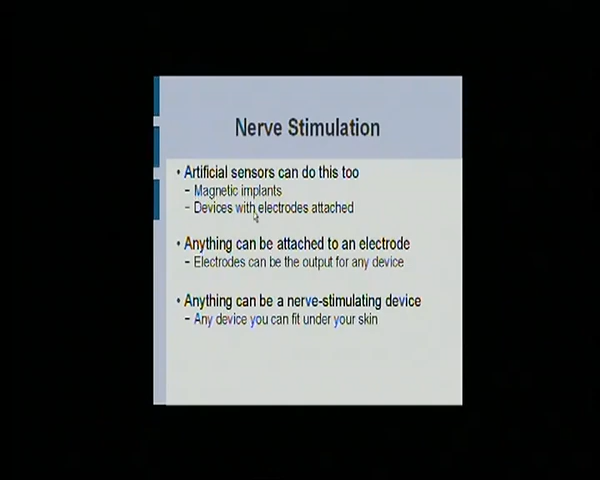 Nerve Stimulation
• Artificial sensors can do this too
– Magnetic implants
– Devices with electrodes attached
• Anything can be attached to an electrode
– Electrodes can be the output for any device
• Anything can be a nerve-stimulating device
– Any device you can fit under your skin